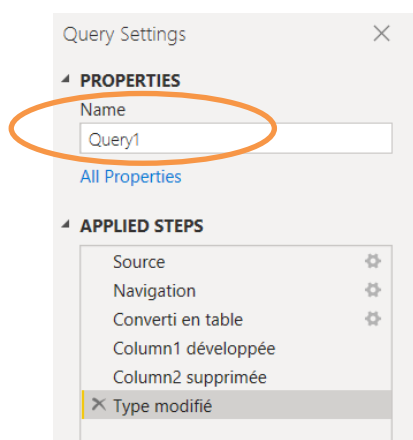 Query Settings
PROPERTIES
Name
Query1
All Properties
APPLIED STEPS
Source
Navigation
Converti en table
Column1 développée
Column2 supprimée
Type modifié